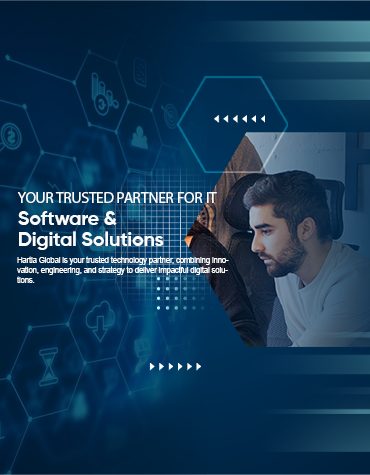 YOUR TRUSTED PARTNER FOR IT
Software &
Digital Solutions
Hartia Global is your trusted technology partner, combining inno-
vation, engineering, and strategy to deliver impactful digital solu-
tions.